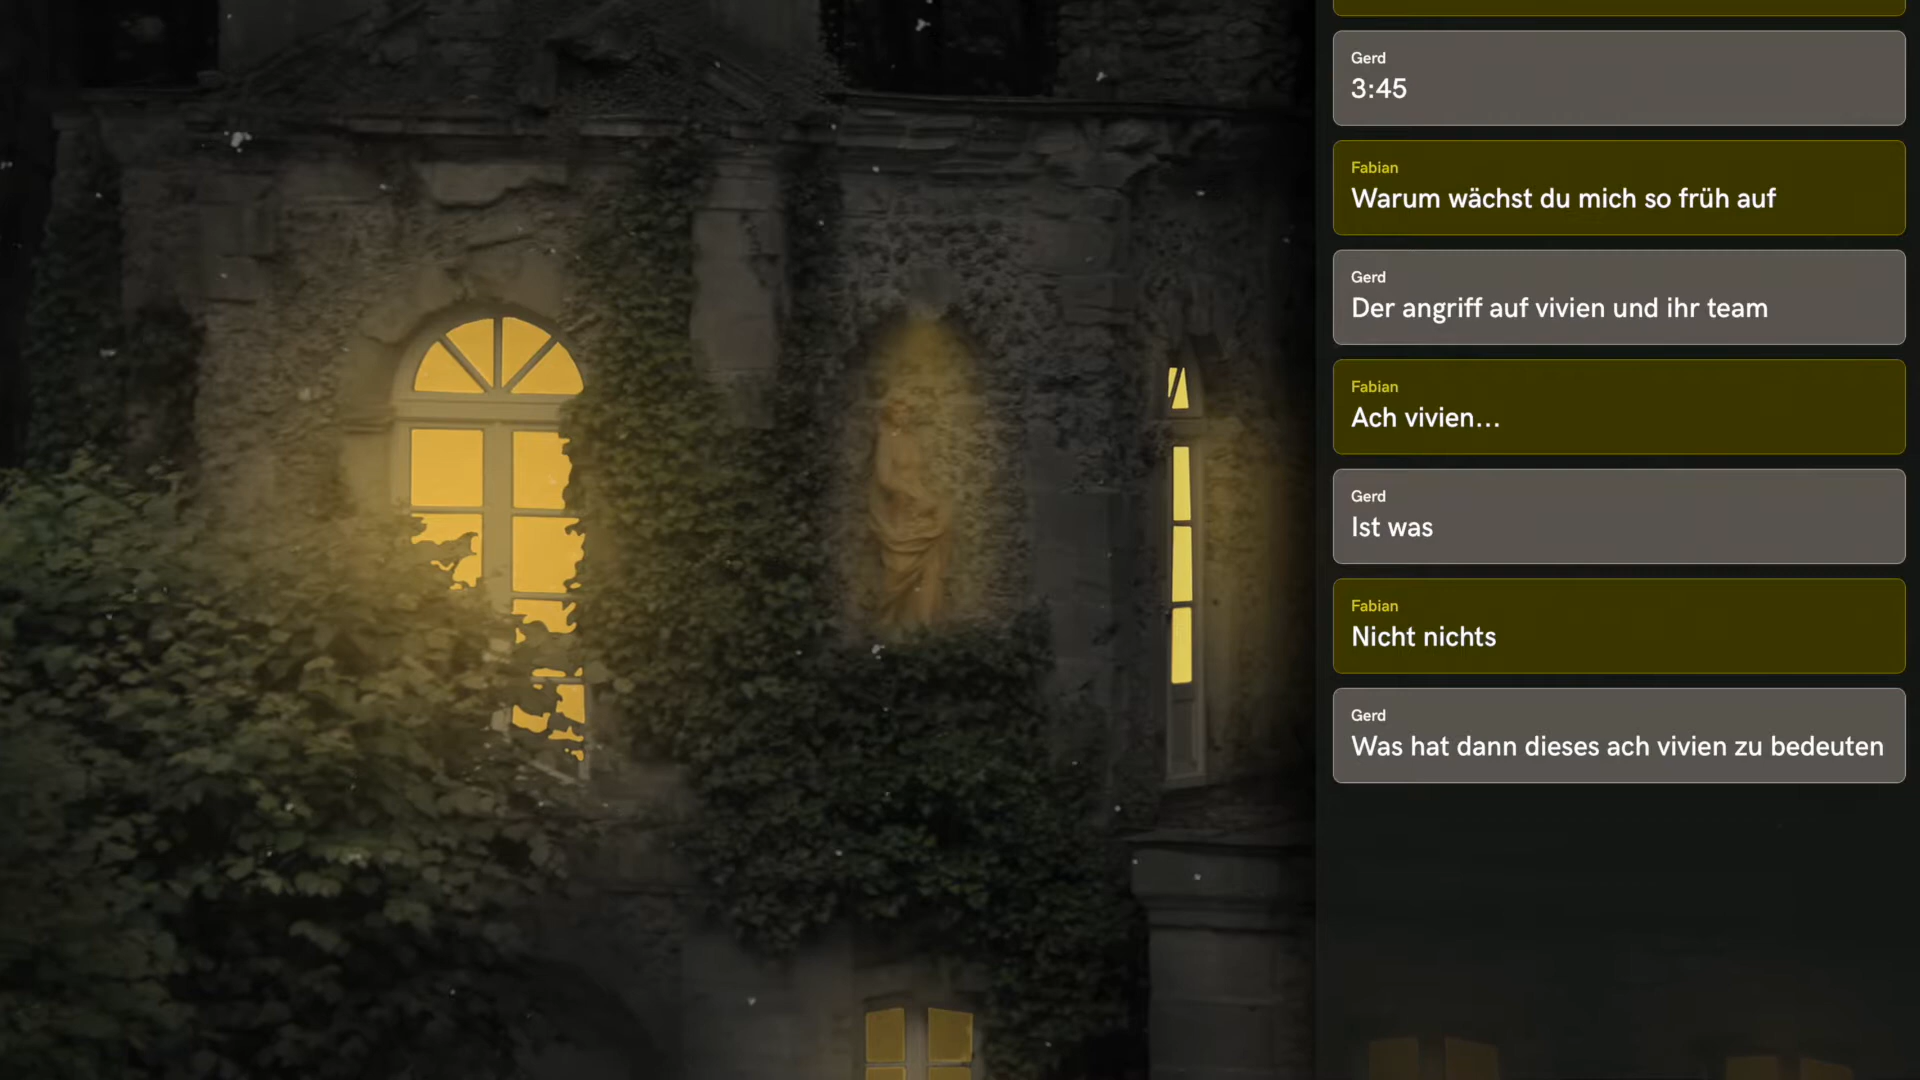 Gerd
3:45
Fabian
Warum wächst du mich so früh auf
Gerd
Der angriff auf vivien und ihr team
Fabian
Ach vivien...
Gerd
Ist was
Fabian
Nicht nichts
Gerd
Was hat dann dieses ach vivien zu bedeuten